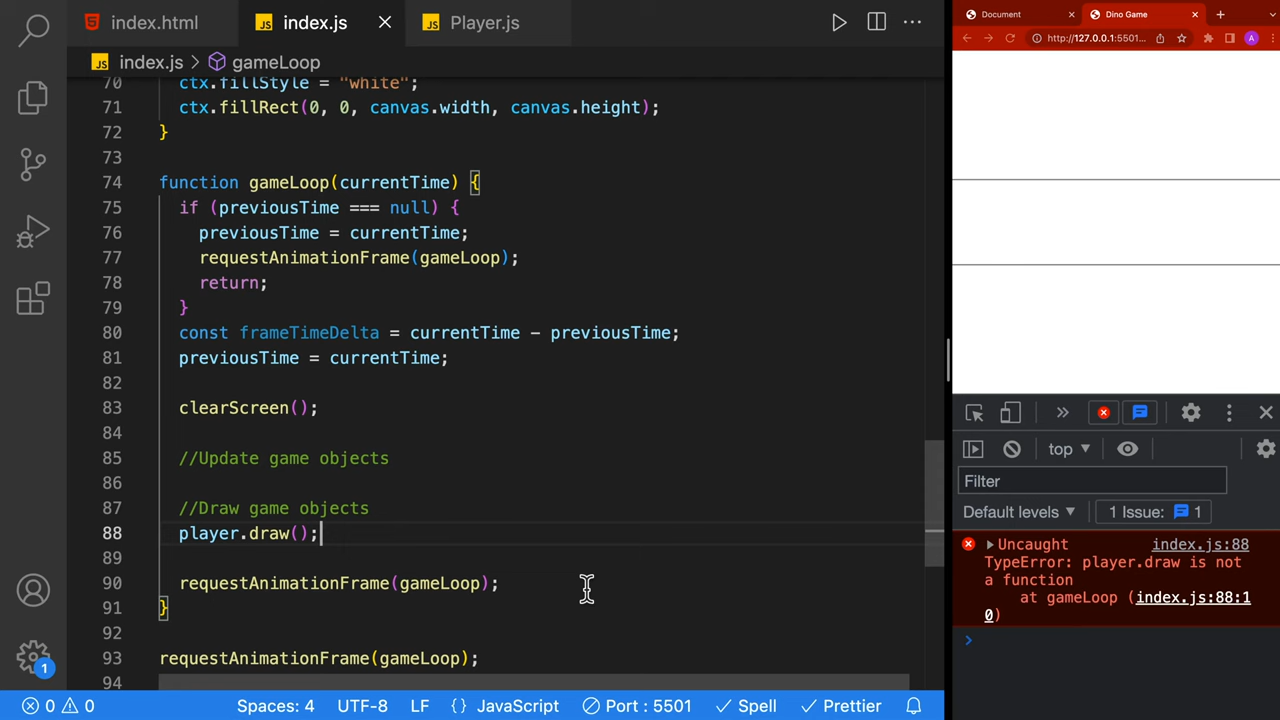 index.html
JS index.js
JS Player.js
JS index.js > gameLoop
70 ctx.fillStyle = "white";
71 ctx.fillRect(0, 0, canvas.width, canvas.height);
72 }
73
74 function gameLoop(currentTime) {
75 if (previousTime === null) {
76 previousTime = currentTime;
77 requestAnimationFrame(gameLoop);
78 return;
79 }
80 const frameTimeDelta = currentTime - previousTime;
81 previousTime = currentTime;
82
83 clearScreen();
84
85 //Update game objects
86
87 //Draw game objects
88 player.draw();
89
90 requestAnimationFrame(gameLoop);
91 }
92
93 requestAnimationFrame(gameLoop);
94
1
0 0 Spaces: 4 UTF-8 LF {} JavaScript Port : 5501 Spell Prettier
Document
Dino Game
http://127.0.0.1:5501...
A
top
Filter
Default levels 1 Issue: 1
Uncaught index.js:88
TypeError: player.draw is not
a function
at gameLoop (index.js:88:1
0)